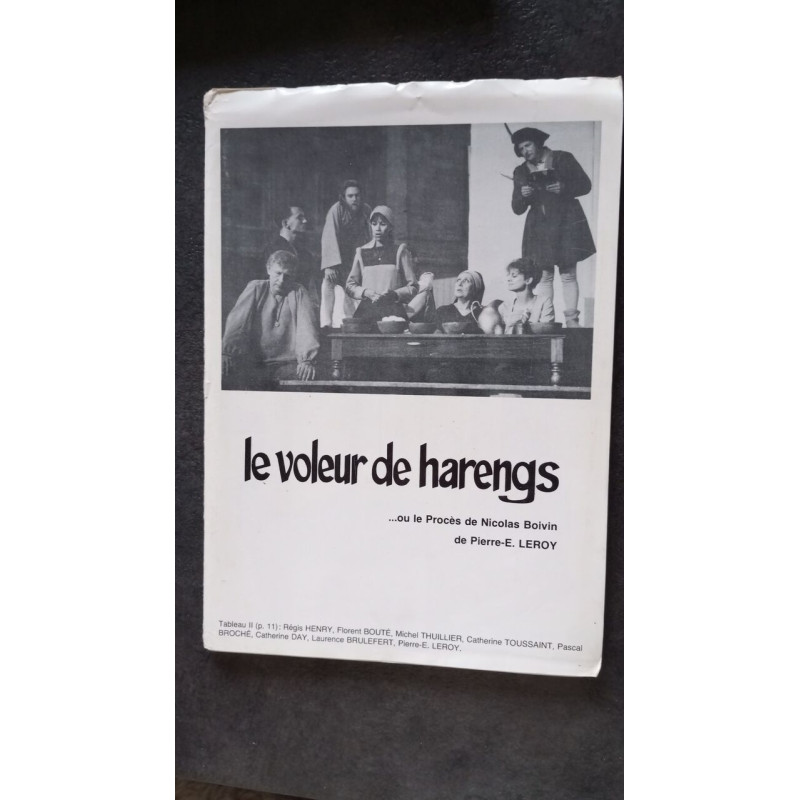 le voleur de harengs
...ou le Procès de Nicolas Boivin
de Pierre-E. LEROY
Tableau II (p. 11) : Régis HENRY, Florent BOUTÉ, Michel THUILLIER, Catherine TOUSSAINT, Pascal
BROCHÉ, Catherine DAY, Laurence BRULEFERT, Pierre-E. LEROY.